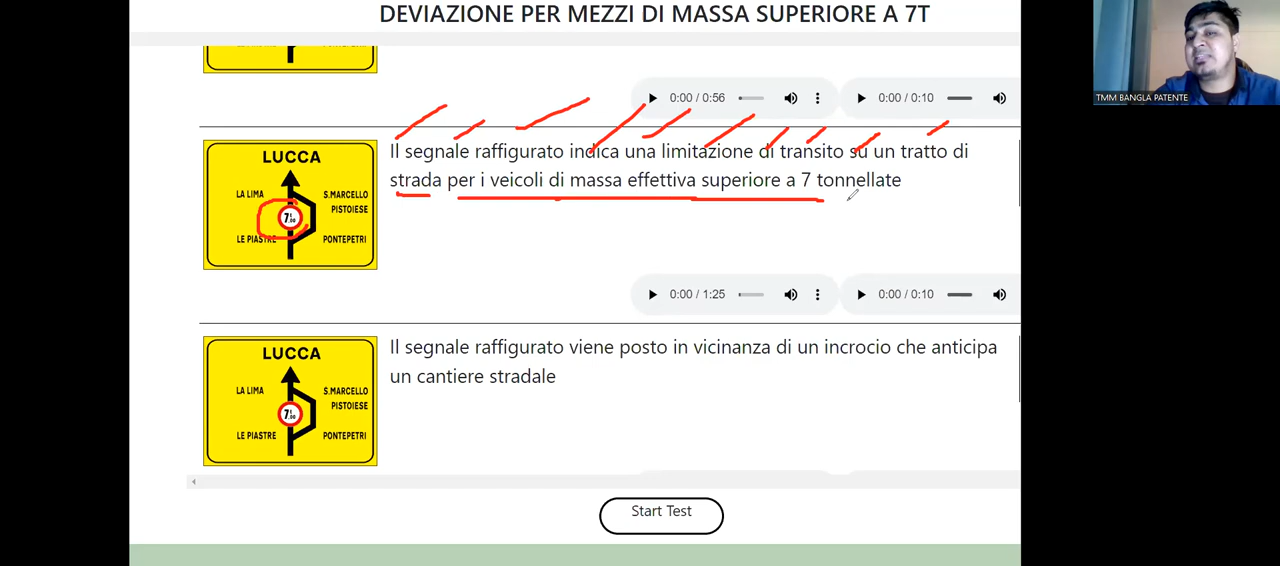 DEVIAZIONE PER MEZZI DI MASSA SUPERIORE A 7T
TMM BANGLA PATENTE
0:00 / 0:56
0:00 / 0:10
LUCCA
LA LIMA
S.MARCELLO
PISTOIESE
7t.00
LE PIASTRE
PONTEPETRI
Il segnale raffigurato indica una limitazione di transito su un tratto di
strada per i veicoli di massa effettiva superiore a 7 tonnellate
0:00 / 1:25
0:00 / 0:10
LUCCA
LA LIMA
S.MARCELLO
PISTOIESE
7t.00
LE PIASTRE
PONTEPETRI
Il segnale raffigurato viene posto in vicinanza di un incrocio che anticipa
un cantiere stradale
Start Test